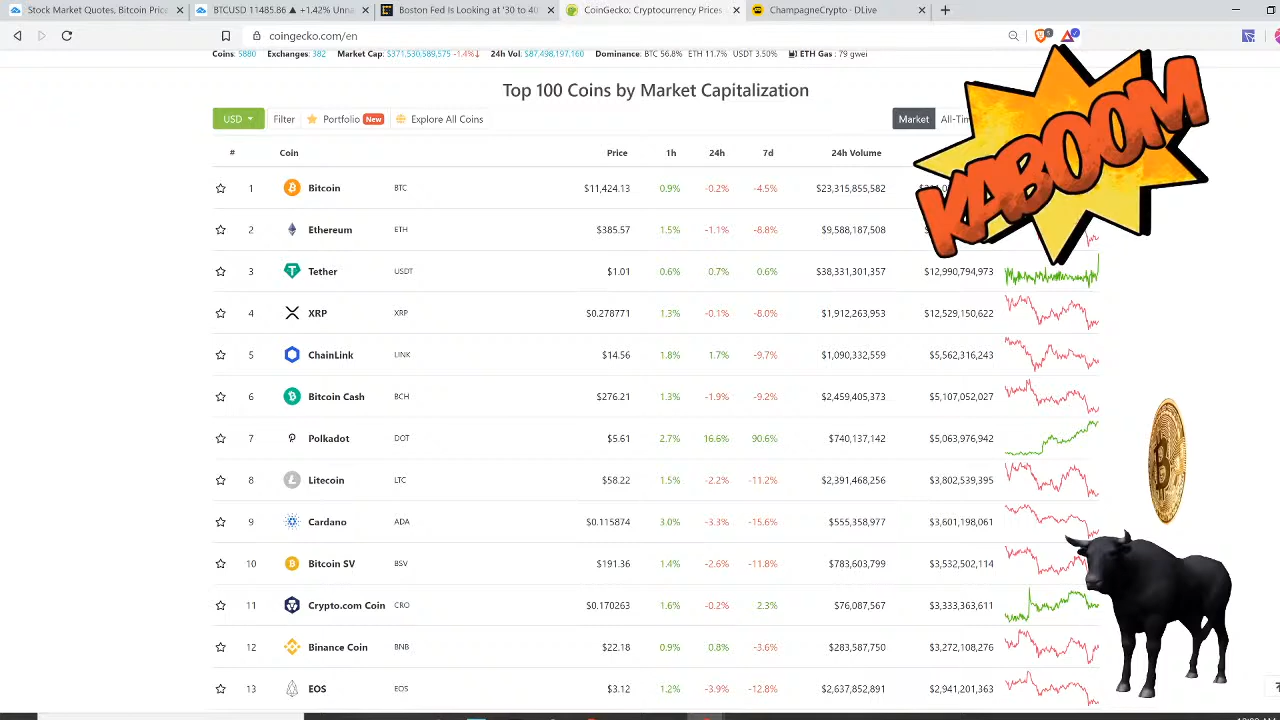 Stock Market Quotes, Bitcoin Pric
BTCUSD 11485.86 ▲ +1.42% Unna
Boston Fed Is Looking at '30 to 40
CoinGecko: Cryptocurrency Prices
ChampagneCrypto - DLive
coingecko.com/en
Coins: 5880 Exchanges: 382 Market Cap: $371,530,589,575 -1.4% 24h Vol: $87,498,197,160 Dominance: BTC 56.8% ETH 11.7% USDT 3.50% ETH Gas: 79 gwei
Top 100 Coins by Market Capitalization
USD Filter Portfolio New Explore All Coins Market All-Tim
KABOOM
# Coin Price 1h 24h 7d 24h Volume
1 Bitcoin BTC $11,424.13 0.9% -0.2% -4.5% $23,315,855,582
2 Ethereum ETH $385.57 1.5% -1.1% -8.8% $9,588,187,508
3 Tether USDT $1.01 0.6% 0.7% 0.6% $38,331,301,357 $12,990,794,973
4 XRP XRP $0.278771 1.3% -0.1% -8.0% $1,912,263,953 $12,529,150,622
5 ChainLink LINK $14.56 1.8% 1.7% -9.7% $1,090,332,559 $5,562,316,243
6 Bitcoin Cash BCH $276.21 1.3% -1.9% -9.2% $2,459,405,373 $5,107,052,027
7 Polkadot DOT $5.61 2.7% 16.6% 90.6% $740,137,142 $5,063,976,942
8 Litecoin LTC $58.22 1.5% -2.2% -11.2% $2,391,468,256 $3,802,539,395
9 Cardano ADA $0.115874 3.0% -3.3% -15.6% $555,358,977 $3,601,198,061
10 Bitcoin SV BSV $191.36 1.4% -2.6% -11.8% $783,603,799 $3,532,502,114
11 Crypto.com Coin CRO $0.170263 1.6% -0.2% 2.3% $76,087,567 $3,333,363,611
12 Binance Coin BNB $22.18 0.9% 0.8% -3.6% $283,587,750 $3,272,108,276
13 EOS EOS $3.12 1.2% -3.9% -12.8% $2,637,852,891 $2,941,201,363